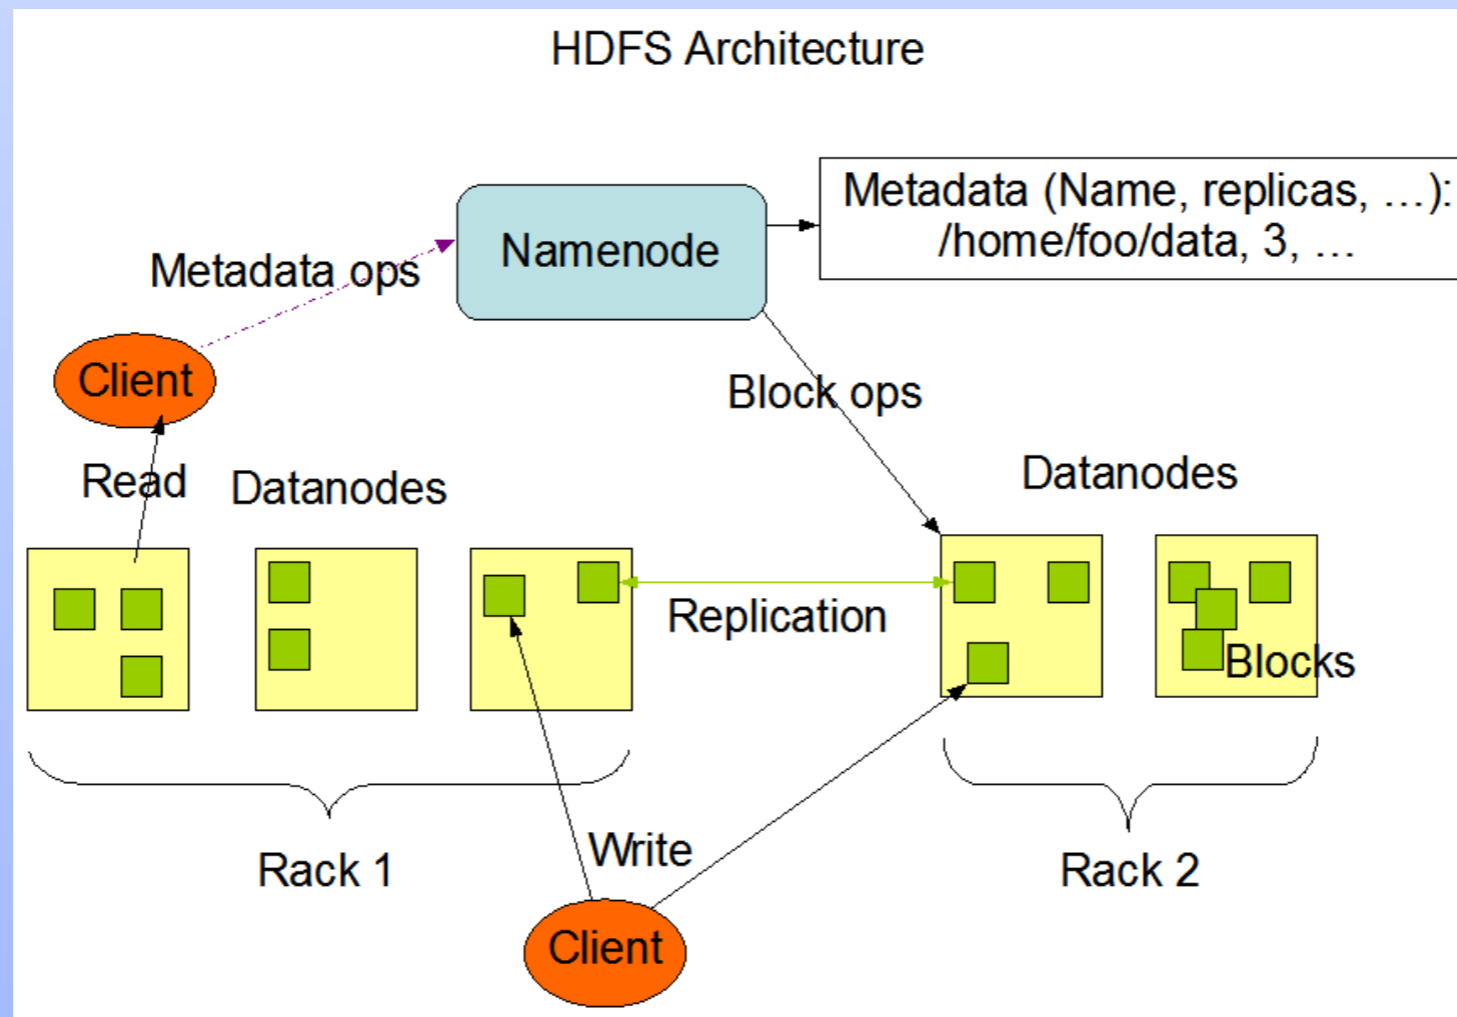 HDFS Architecture
Metadata (Name, replicas, …):
/home/foo/data, 3, …
Namenode
Metadata ops
Client
Block ops
Read
Datanodes
Datanodes
Replication
Blocks
Rack 1
Write
Rack 2
Client